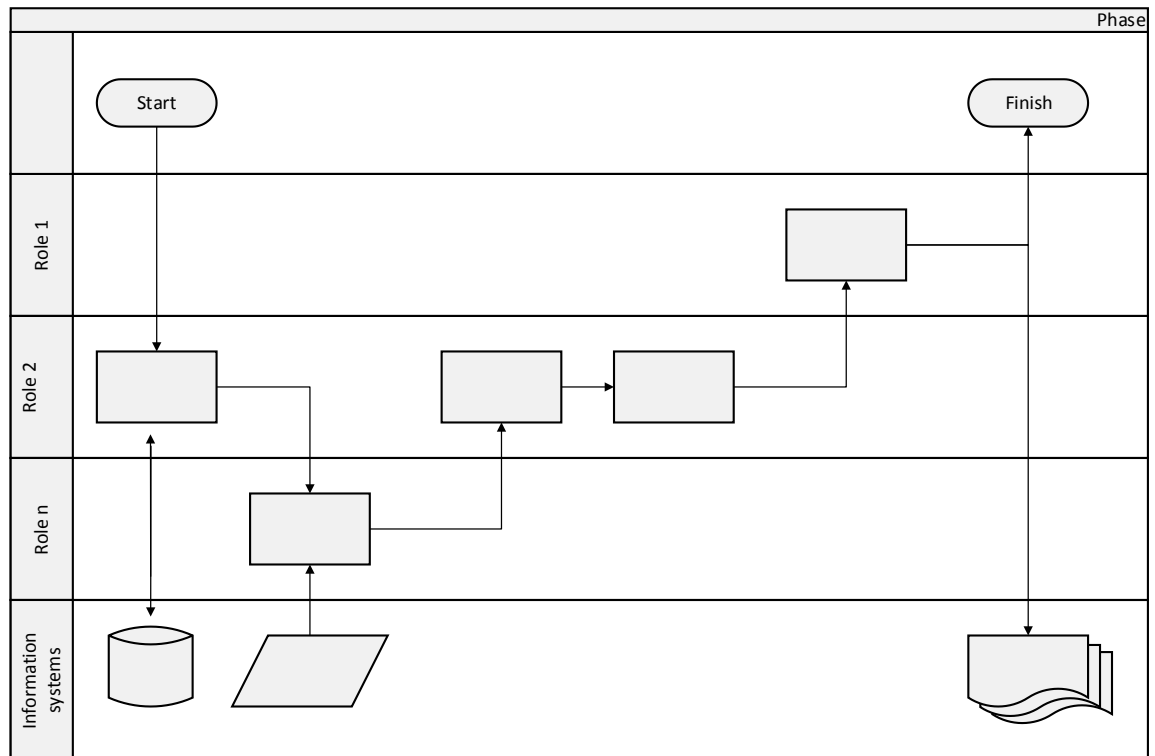 Phase
Start
Finish
Role 1
Role 2
Role n
Information
systems